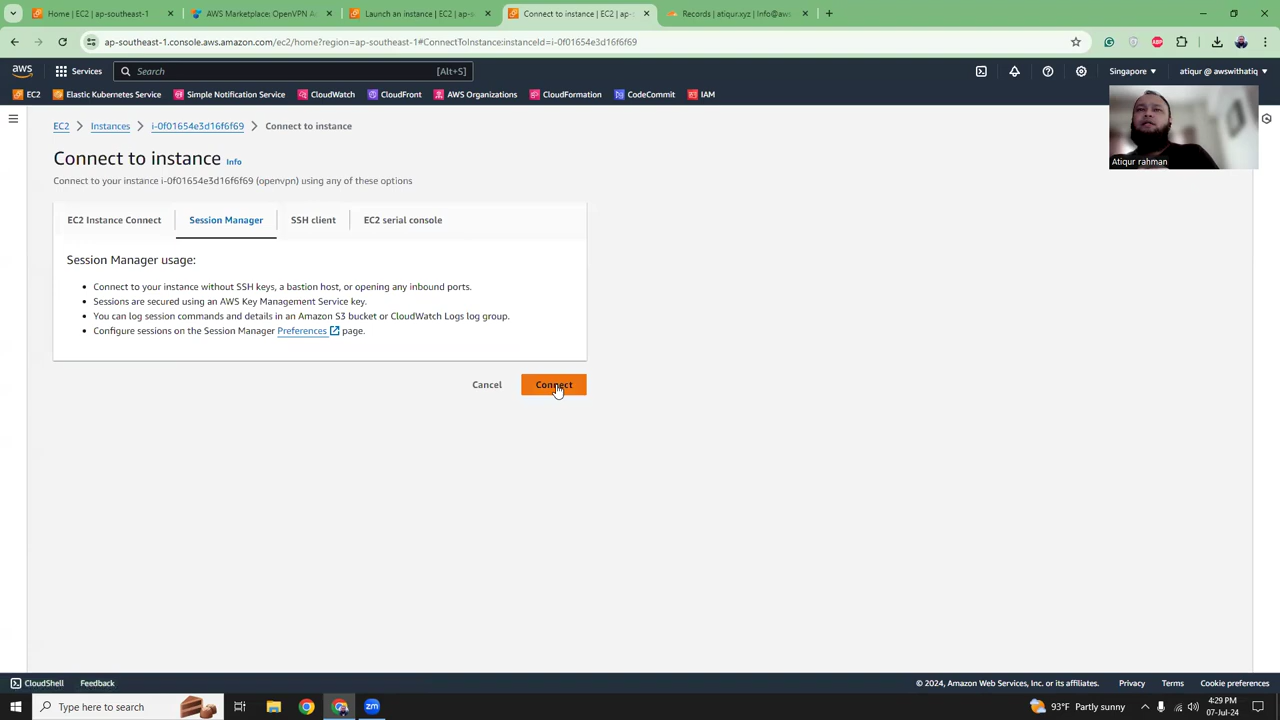 Home | EC2 | ap-southeast-1
AWS Marketplace: OpenVPN Ac
Launch an instance | EC2 | ap-s
Connect to instance | EC2 | ap-s
Records | atiqur.xyz | Info@aws
ap-southeast-1.console.aws.amazon.com/ec2/home?region=ap-southeast-1#ConnectToInstance:instanceId=i-0f01654e3d16f6f69
aws
Services
Search
[Alt+S]
Singapore
atiqur @ awswithatiq
EC2
Elastic Kubernetes Service
Simple Notification Service
CloudWatch
CloudFront
AWS Organizations
CloudFormation
CodeCommit
IAM
EC2
Instances
i-0f01654e3d16f6f69
Connect to instance
Atiqur rahman
Connect to instance Info
Connect to your instance i-0f01654e3d16f6f69 (openvpn) using any of these options
EC2 Instance Connect
Session Manager
SSH client
EC2 serial console
Session Manager usage:
Connect to your instance without SSH keys, a bastion host, or opening any inbound ports.
Sessions are secured using an AWS Key Management Service key.
You can log session commands and details in an Amazon S3 bucket or CloudWatch Logs log group.
Configure sessions on the Session Manager Preferences page.
Cancel
Connect
CloudShell
Feedback
© 2024, Amazon Web Services, Inc. or its affiliates.
Privacy
Terms
Cookie preferences
Type here to search
zm
93°F Partly sunny
4:29 PM
07-Jul-24